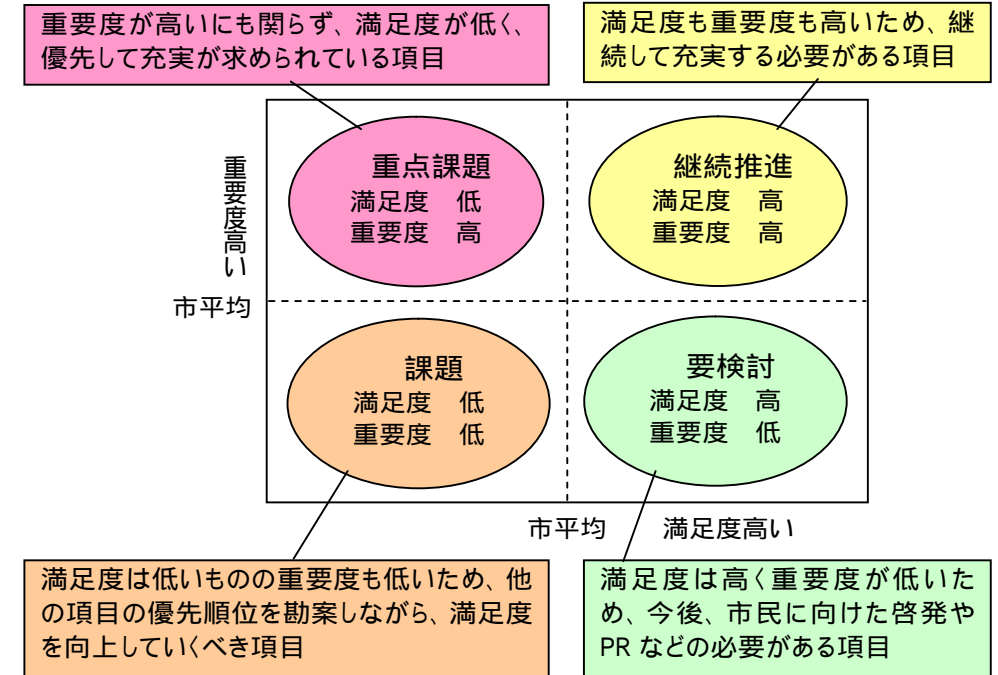 重要度が高いにも関らず、満足度が低く、
優先して充実が求められている項目
満足度も重要度も高いため、継
続して充実する必要がある項目
重要度高い
重点課題
満足度　低
重要度　高
継続推進
満足度　高
重要度　高
市平均
課題
満足度　低
重要度　低
要検討
満足度　高
重要度　低
市平均
満足度高い
満足度は低いものの重要度も低いため、他
の項目の優先順位を勘案しながら、満足度
を向上していくべき項目
満足度は高く重要度が低いた
め、今後、市民に向けた啓発や
PR などの必要がある項目